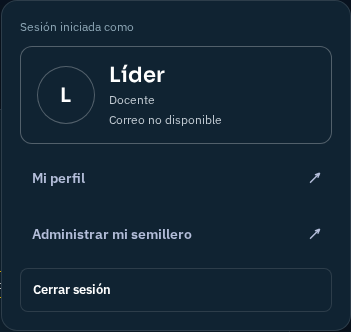 Sesión iniciada como
L
Líder
Docente
Correo no disponible
Mi perfil
Administrar mi semillero
Cerrar sesión